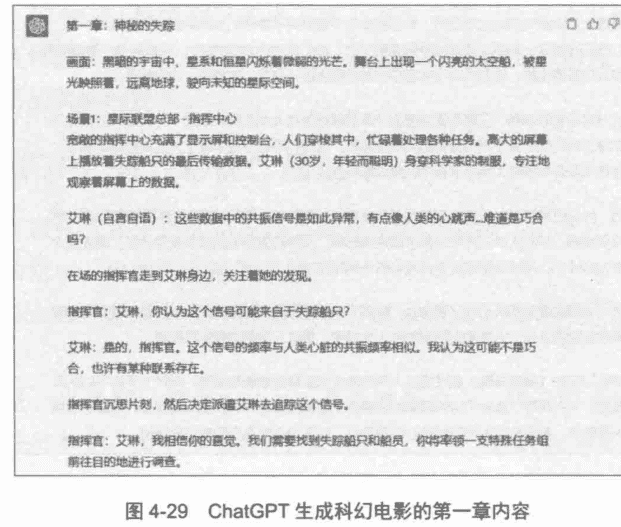 第一章：神秘的失踪
画面：黑暗的宇宙中，星系和恒星闪烁着微弱的光芒。舞台上出现一个闪亮的太空船，被星
光映照着，远离地球，驶向未知的星际空间。
场景1：星际联盟总部 - 指挥中心
宽敞的指挥中心充满了显示屏和控制台，人们穿梭其中，忙碌着处理各种任务。高大的屏幕
上播放着失踪船只的最后传输数据。艾琳（30岁，年轻而聪明）身穿科学家的制服，专注地
观察着屏幕上的数据。
艾琳（自言自语）：这些数据中的共振信号是如此异常，有点像人类的心跳声...难道是巧合
吗？
在场的指挥官走到艾琳身边，关注着她的发现。
指挥官：艾琳，你认为这个信号可能来自于失踪船只？
艾琳：是的，指挥官。这个信号的频率与人类心脏的共振频率相似。我认为这可能不是巧
合，也许有某种联系存在。
指挥官沉思片刻，然后决定派遣艾琳去追踪这个信号。
指挥官：艾琳，我相信你的直觉。我们需要找到失踪船只和船员，你将率领一支特殊任务组
前往目的地进行调查。
图 4-29 ChatGPT 生成科幻电影的第一章内容